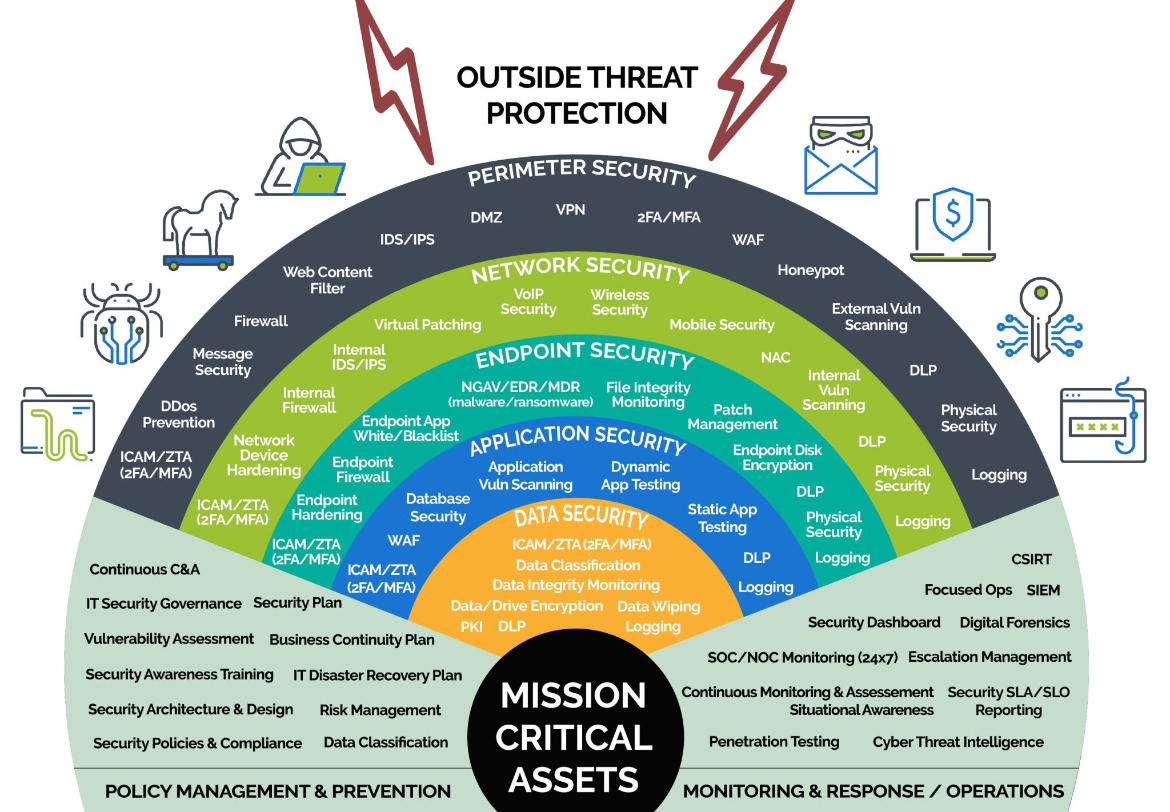 OUTSIDE THREAT
PROTECTION
PERIMETER SECURITY
DMZ
VPN
2FA/MFA
IDS/IPS
WAF
Web Content
Filter
Honeypot
Firewall
External Vuln
Scanning
Message
Security
DLP
DDos
Prevention
Physical
Security
ICAM/ZTA
(2FA/MFA)
Logging
NETWORK SECURITY
VoIP
Security
Wireless
Security
Virtual Patching
Mobile Security
Internal
IDS/IPS
NAC
Internal
Firewall
Internal
Vuln
Scanning
Network
Device
Hardening
DLP
Physical
Security
ICAM/ZTA
(2FA/MFA)
Logging
ENDPOINT SECURITY
NGAV/EDR/MDR
(malware/ransomware)
File Integrity
Monitoring
Endpoint App
White/Blacklist
Patch
Management
Endpoint
Firewall
Endpoint Disk
Encryption
Endpoint
Hardening
DLP
Physical
Security
ICAM/ZTA
(2FA/MFA)
Logging
APPLICATION SECURITY
Application
Vuln Scanning
Dynamic
App Testing
Database
Security
Static App
Testing
WAF
DLP
ICAM/ZTA
(2FA/MFA)
Logging
DATA SECURITY
ICAM/ZTA (2FA/MFA)
Data Classification
Data Integrity Monitoring
Data/Drive Encryption Data Wiping
PKI DLP Logging
MISSION
CRITICAL
ASSETS
Continuous C&A
IT Security Governance Security Plan
Vulnerability Assessment Business Continuity Plan
Security Awareness Training IT Disaster Recovery Plan
Security Architecture & Design Risk Management
Security Policies & Compliance Data Classification
POLICY MANAGEMENT & PREVENTION
CSIRT
Focused Ops SIEM
Security Dashboard Digital Forensics
SOC/NOC Monitoring (24x7) Escalation Management
Continuous Monitoring & Assessement
Situational Awareness
Security SLA/SLO
Reporting
Penetration Testing Cyber Threat Intelligence
MONITORING & RESPONSE / OPERATIONS
$
××××